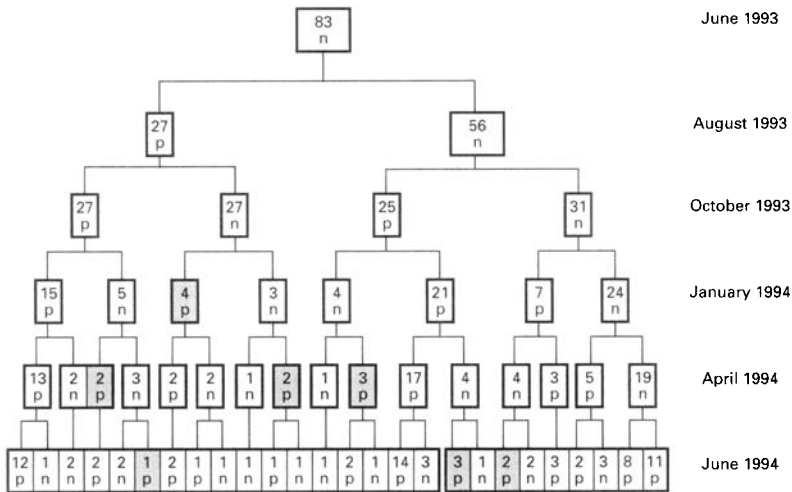 83 June 1993
n
27 56 August 1993
p n
27 27 25 31 October 1993
p n p n
15 5 4 3 4 21 7 24 January 1994
p n p n n p p n
13 2 2 3 2 2 1 2 1 3 17 4 4 3 5 19 April 1994
p n p n p n n p n p p n n p p n
12 1 2 2 2 1 2 1 1 1 1 1 1 2 1 14 3 3 1 2 2 3 2 3 8 11 June 1994
p n n p n p p p n n n n n p n p n p n p n p p n p p